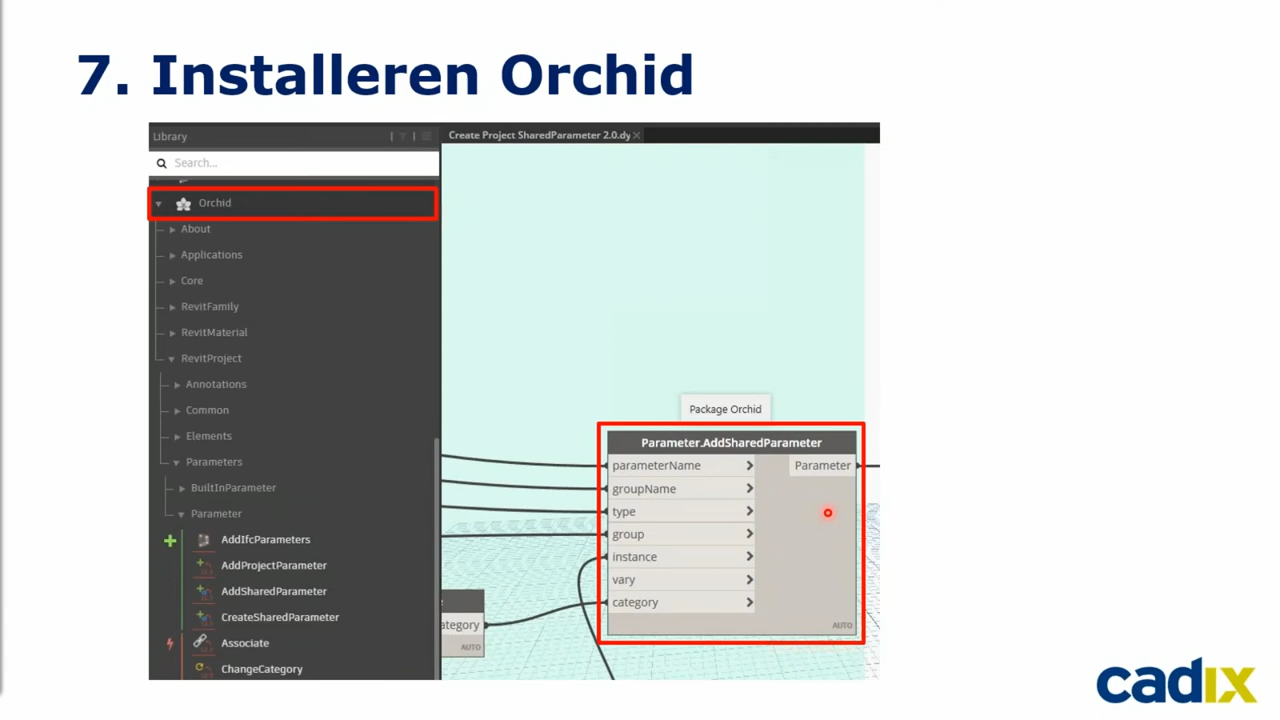 7. Installeren Orchid
Library
Create Project SharedParameter 2.0.dy
Search...
Orchid
About
Applications
Core
RevitFamily
RevitMaterial
RevitProject
Annotations
Common
Elements
Parameters
BuiltInParameter
Parameter
AddIfcParameters
AddProjectParameter
AddSharedParameter
CreateSharedParameter
Associate
ChangeCategory
Package Orchid
Parameter.AddSharedParameter
parameterName
Parameter
groupName
type
group
instance
vary
category
AUTO
ategory
AUTO
cadix